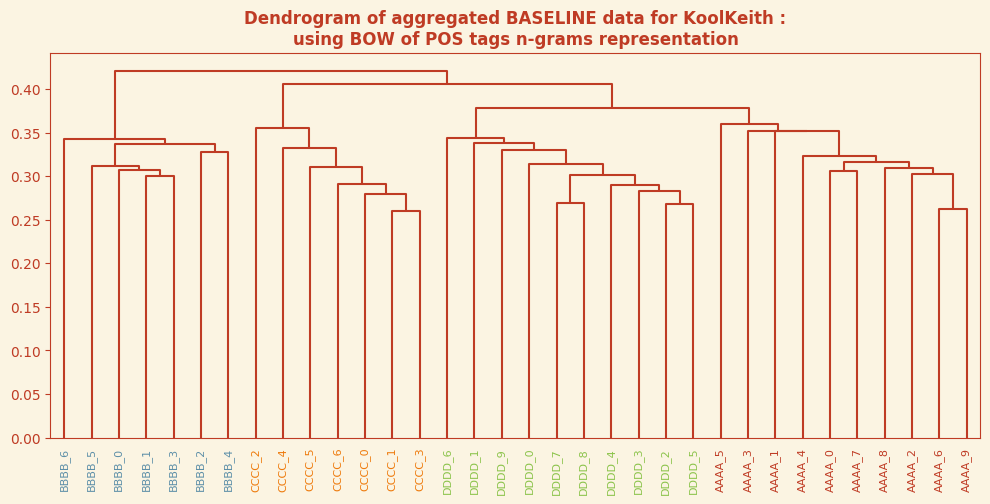 Dendrogram of aggregated BASELINE data for KoolKeith :
using BOW of POS tags n-grams representation
0.40
0.35
0.30
0.25
0.20
0.15
0.10
0.05
0.00
BBBB_6
BBBB_5
BBBB_0
BBBB_1
BBBB_3
BBBB_2
BBBB_4
CCCC_2
CCCC_4
CCCC_5
CCCC_6
CCCC_0
CCCC_1
CCCC_3
DDDD_6
DDDD_1
DDDD_9
DDDD_0
DDDD_7
DDDD_8
DDDD_4
DDDD_3
DDDD_2
DDDD_5
AAAA_5
AAAA_3
AAAA_1
AAAA_4
AAAA_0
AAAA_7
AAAA_8
AAAA_2
AAAA_6
AAAA_9